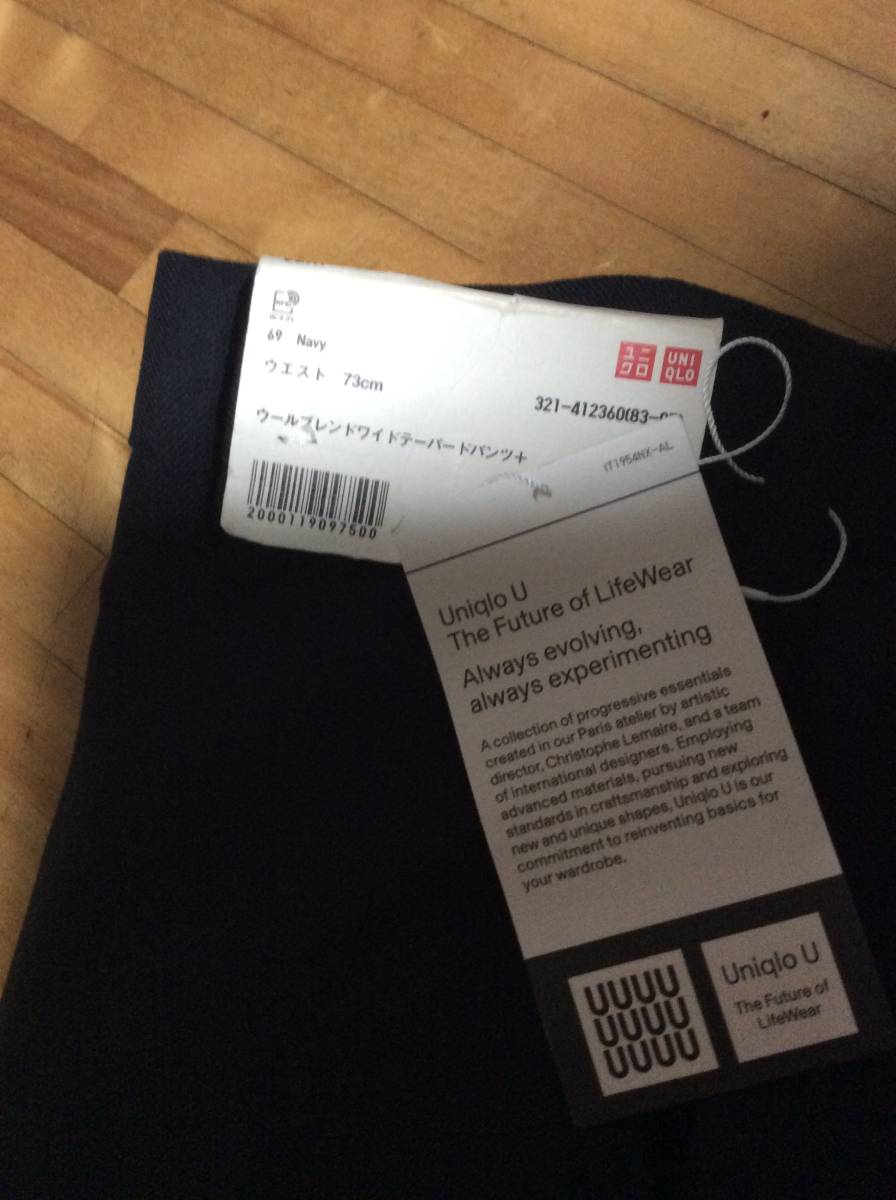 69 Navy
ウエスト 73cm
ユニ
クロ
UNI
QLO
321-412360(83-
ウールブレンドワイドテーパードパンツ+
2000119097500
IT1954NX-AL
Uniqlo U
The Future of LifeWear
Always evolving,
always experimenting
A collection of progressive essentials
created in our Paris atelier by artistic
director, Christophe Lemaire, and a team
of international designers. Employing
advanced materials, pursuing new
standards in craftsmanship and exploring
new and unique shapes, Uniqlo U is our
commitment to reinventing basics for
your wardrobe.
UUUU
UUUU
UUUU
Uniqlo U
The Future of
LifeWear